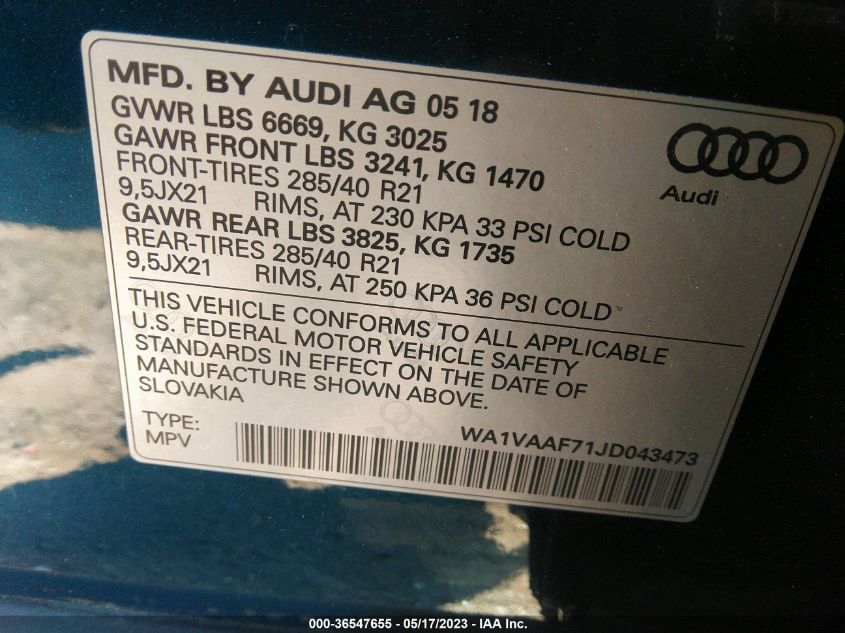 MFD. BY AUDI AG 05 18
GVWR LBS 6669, KG 3025
GAWR FRONT LBS 3241, KG 1470
FRONT-TIRES 285/40 R21
9,5JX21 RIMS, AT 230 KPA 33 PSI COLD
GAWR REAR LBS 3825, KG 1735
REAR-TIRES 285/40 R21
9,5JX21 RIMS, AT 250 KPA 36 PSI COLD
Audi
THIS VEHICLE CONFORMS TO ALL APPLICABLE
U.S. FEDERAL MOTOR VEHICLE SAFETY
STANDARDS IN EFFECT ON THE DATE OF
MANUFACTURE SHOWN ABOVE.
SLOVAKIA
TYPE:
MPV
WA1VAAF71JD043473
000-36547655 - 05/17/2023 - IAA Inc.